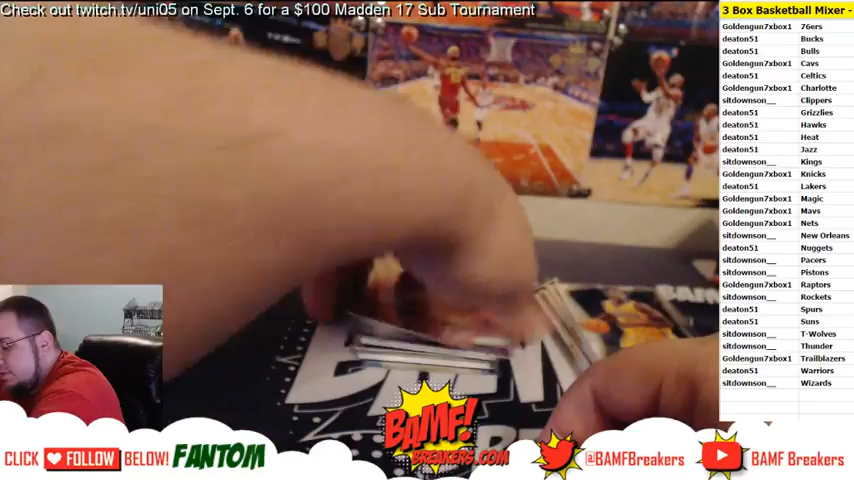 Check out twitch.tv/uni05 on Sept. 6 for a $100 Madden 17 Sub Tournament
3 Box Basketball Mixer -
Goldengun7xbox1 76ers
deaton51 Bucks
deaton51 Bulls
Goldengun7xbox1 Cavs
deaton51 Celtics
Goldengun7xbox1 Charlotte
sitdownson__ Clippers
deaton51 Grizzlies
deaton51 Hawks
deaton51 Heat
deaton51 Jazz
sitdownson__ Kings
Goldengun7xbox1 Knicks
deaton51 Lakers
Goldengun7xbox1 Magic
Goldengun7xbox1 Mavs
Goldengun7xbox1 Nets
sitdownson__ New Orleans
deaton51 Nuggets
sitdownson__ Pacers
sitdownson__ Pistons
Goldengun7xbox1 Raptors
sitdownson__ Rockets
deaton51 Spurs
deaton51 Suns
sitdownson__ T-Wolves
sitdownson__ Thunder
Goldengun7xbox1 Trailblazers
deaton51 Warriors
sitdownson__ Wizards
CLICK FOLLOW BELOW! FANTOM
BAMF!
BREAKERS.COM
@BAMFBreakers
BAMF Breakers